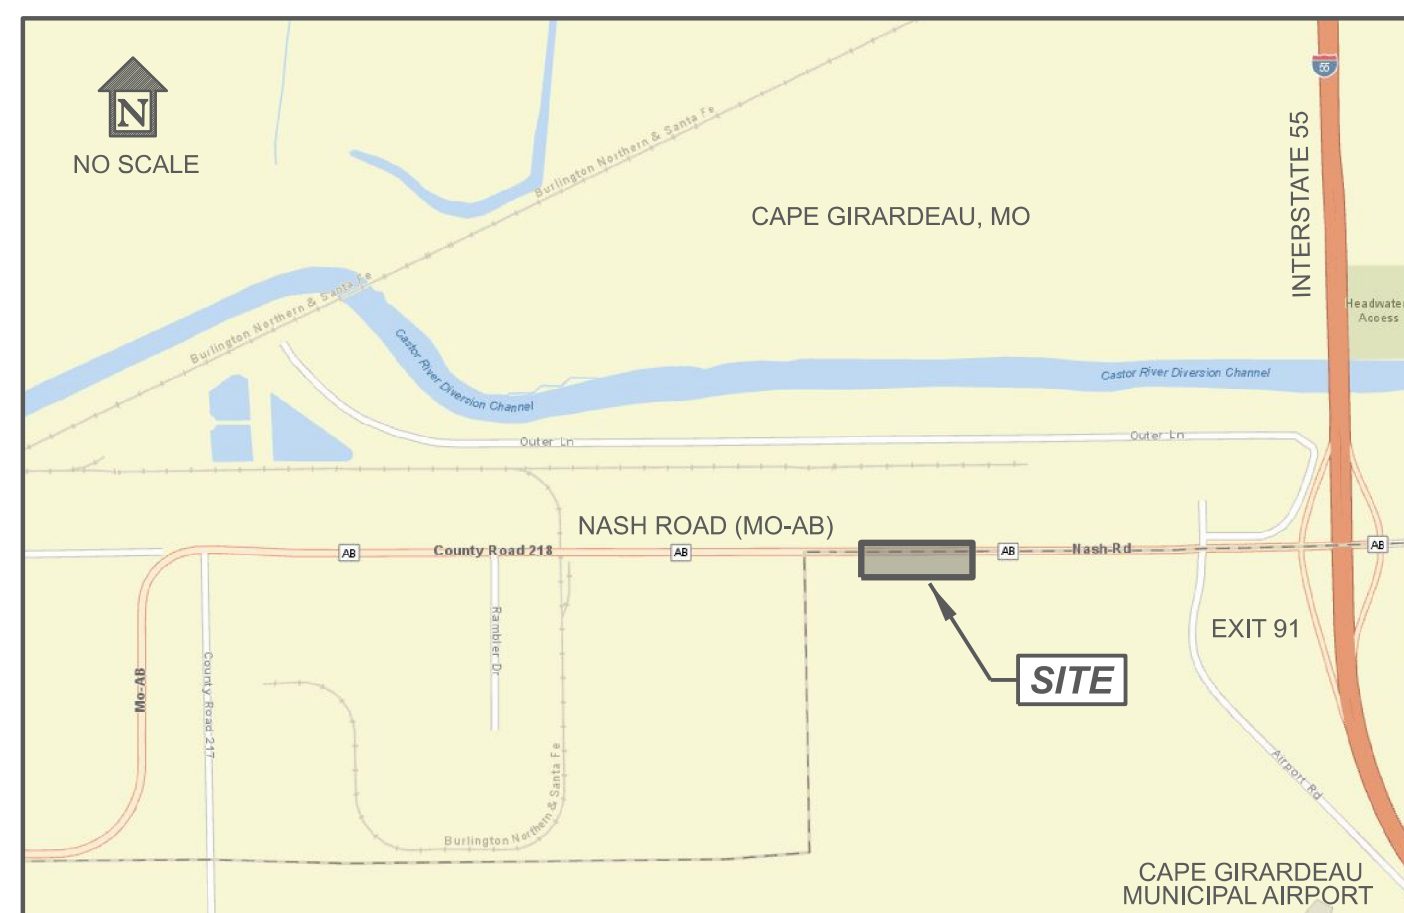 55
N
NO SCALE
INTERSTATE 55
Burlington Northern & Santa Fe
CAPE GIRARDEAU, MO
Burlington Northern & Santa Fe
Headwater
Access
Castor River Diversion Channel
Castor River Diversion Channel
Outer Ln
Outer Ln
NASH ROAD (MO-AB)
AB
County Road 218
AB
AB
Nash-Rd
AB
Rambler Dr
EXIT 91
Mo-AB
County Road 217
SITE
Burlington Northern & Santa Fe
Airport Rd
CAPE GIRARDEAU
MUNICIPAL AIRPORT